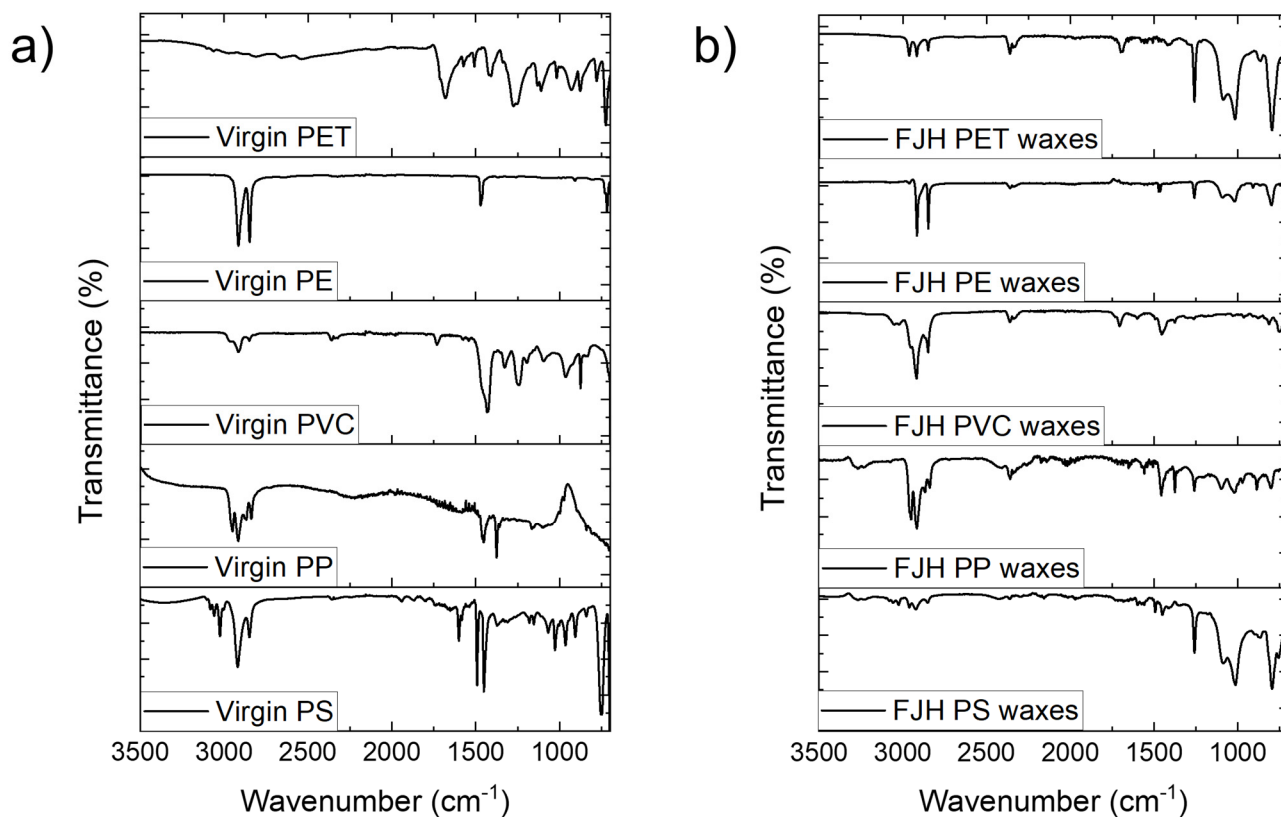 a)
Transmittance (%)
Virgin PET
Virgin PE
Virgin PVC
Virgin PP
Virgin PS
3500 3000 2500 2000 1500 1000
Wavenumber (cm⁻¹)
b)
Transmittance (%)
FJH PET waxes
FJH PE waxes
FJH PVC waxes
FJH PP waxes
FJH PS waxes
3500 3000 2500 2000 1500 1000
Wavenumber (cm⁻¹)